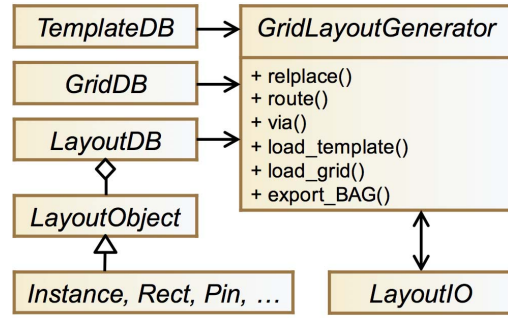 TemplateDB
GridDB
LayoutDB
LayoutObject
Instance, Rect, Pin, …
GridLayoutGenerator
+ relplace()
+ route()
+ via()
+ load_template()
+ load_grid()
+ export_BAG()
LayoutIO